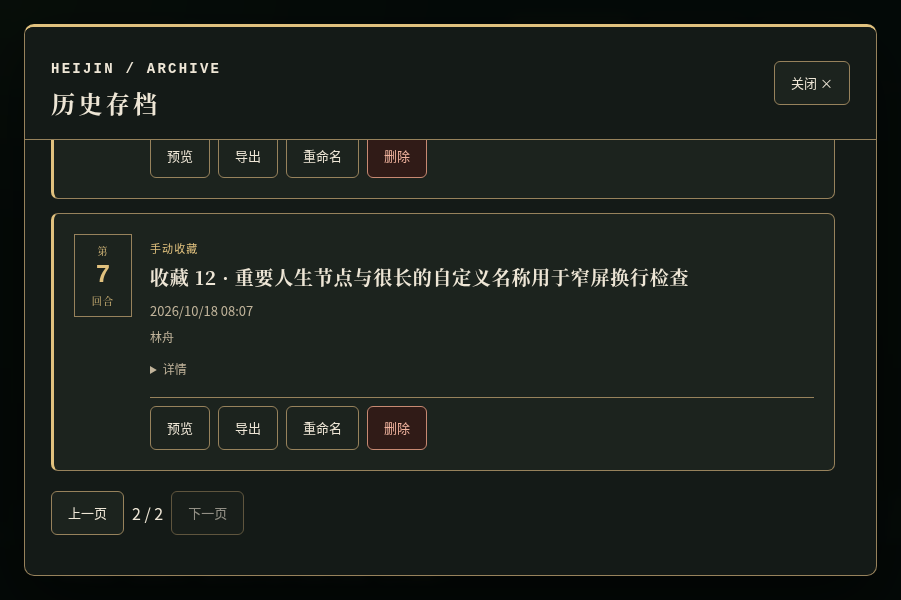 HEIJIN / ARCHIVE
历史存档
关闭 ×
预览 导出 重命名 删除
第
7
回合
手动收藏
收藏 12 · 重要人生节点与很长的自定义名称用于窄屏换行检查
2026/10/18 08:07
林舟
▶ 详情
预览 导出 重命名 删除
上一页 2 / 2 下一页